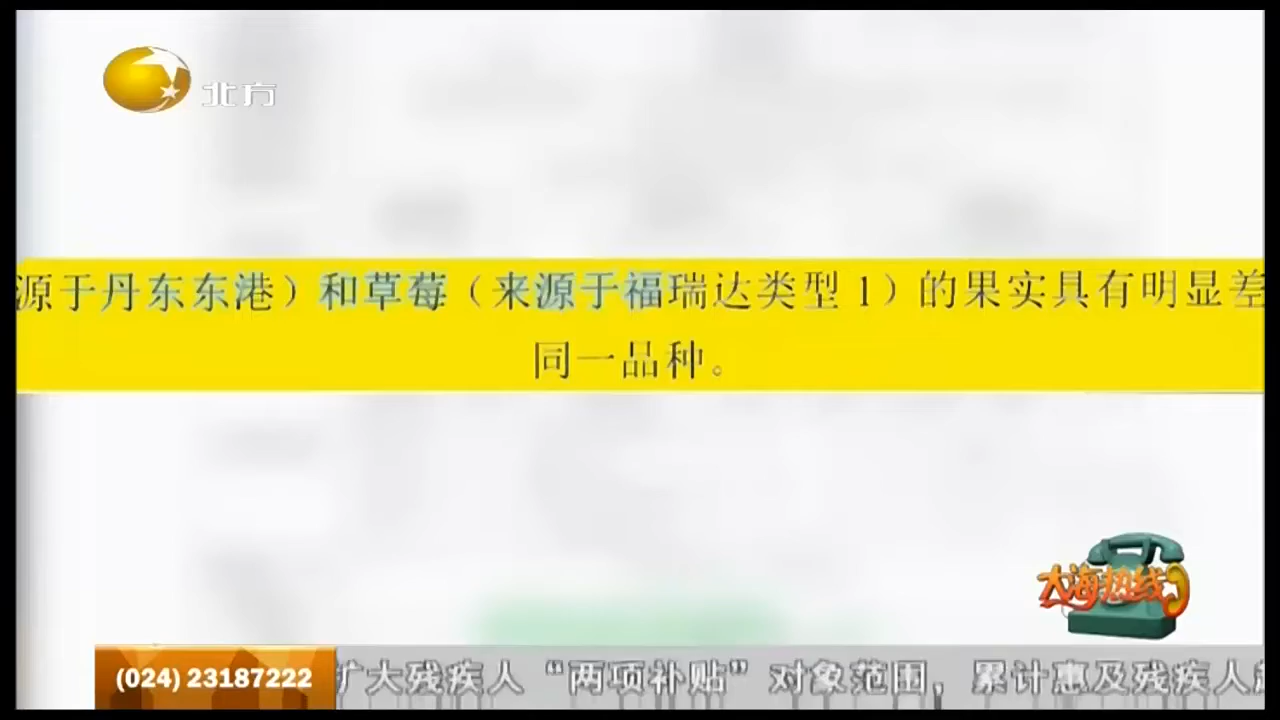 北方
源于丹东东港）和草莓（来源于福瑞达类型 1）的果实具有明显差
同一品种。
大海热线
(024) 23187222
扩大残疾人“两项补贴”对象范围，累计惠及残疾人